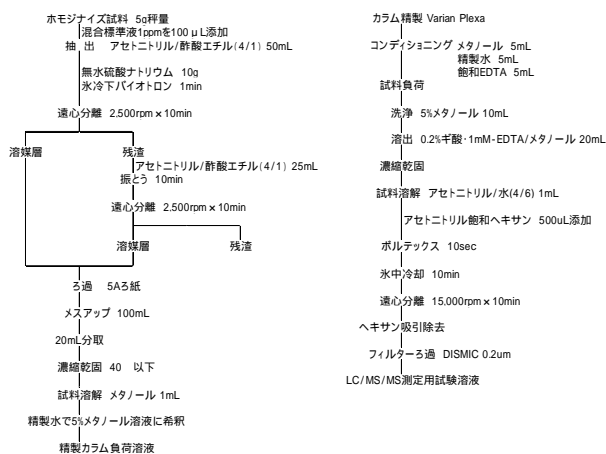 ホモジナイズ試料 5g秤量
混合標準液1ppmを100μL添加
抽 出 アセトニトリル/酢酸エチル(4/1) 50mL
無水硫酸ナトリウム 10g
氷冷下バイオトロン 1min
遠心分離 2,500rpm×10min
溶媒層 残渣
アセトニトリル/酢酸エチル(4/1) 25mL
振とう 10min
遠心分離 2,500rpm×10min
溶媒層 残渣
ろ過 5Aろ紙
メスアップ 100mL
20mL分取
濃縮乾固 40 以下
試料溶解 メタノール 1mL
精製水で5%メタノール溶液に希釈
精製カラム負荷溶液
カラム精製 Varian Plexa
コンディショニング メタノール 5mL
精製水 5mL
飽和EDTA 5mL
試料負荷
洗浄 5%メタノール 10mL
溶出 0.2%ギ酸・1mM-EDTA/メタノール 20mL
濃縮乾固
試料溶解 アセトニトリル/水(4/6) 1mL
アセトニトリル飽和ヘキサン 500uL添加
ボルテックス 10sec
氷中冷却 10min
遠心分離 15,000rpm×10min
ヘキサン吸引除去
フィルターろ過 DISMIC 0.2um
LC/MS/MS測定用試験溶液